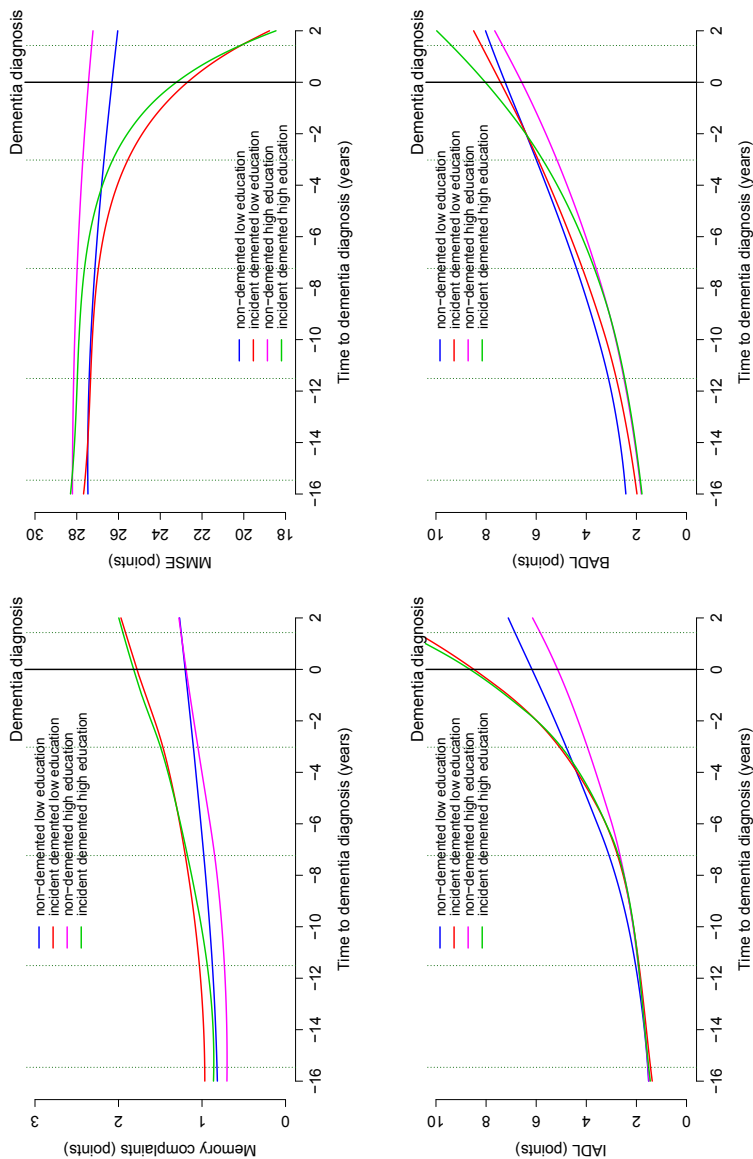 Dementia diagnosis
3
2
1
0
Memory complaints (points)
non−demented low education
incident demented low education
non−demented high education
incident demented high education
−16 −14 −12 −10 −8 −6 −4 −2 0 2
Time to dementia diagnosis (years)
Dementia diagnosis
30
28
26
24
22
20
18
MMSE (points)
non−demented low education
incident demented low education
non−demented high education
incident demented high education
−16 −14 −12 −10 −8 −6 −4 −2 0 2
Time to dementia diagnosis (years)
Dementia diagnosis
10
8
6
4
2
0
IADL (points)
non−demented low education
incident demented low education
non−demented high education
incident demented high education
−16 −14 −12 −10 −8 −6 −4 −2 0 2
Time to dementia diagnosis (years)
Dementia diagnosis
10
8
6
4
2
0
BADL (points)
non−demented low education
incident demented low education
non−demented high education
incident demented high education
−16 −14 −12 −10 −8 −6 −4 −2 0 2
Time to dementia diagnosis (years)